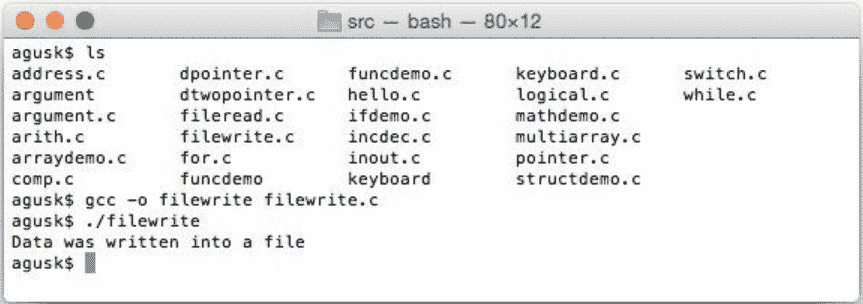 src — bash — 80×12
agusk$ ls
address.c dpointer.c funcdemo.c keyboard.c switch.c
argument dtwopointer.c hello.c logical.c while.c
argument.c fileread.c ifdemo.c mathdemo.c
arith.c filewrite.c incdec.c multiarray.c
arraydemo.c for.c inout.c pointer.c
comp.c funcdemo keyboard structdemo.c
agusk$ gcc -o filewrite filewrite.c
agusk$ ./filewrite
Data was written into a file
agusk$